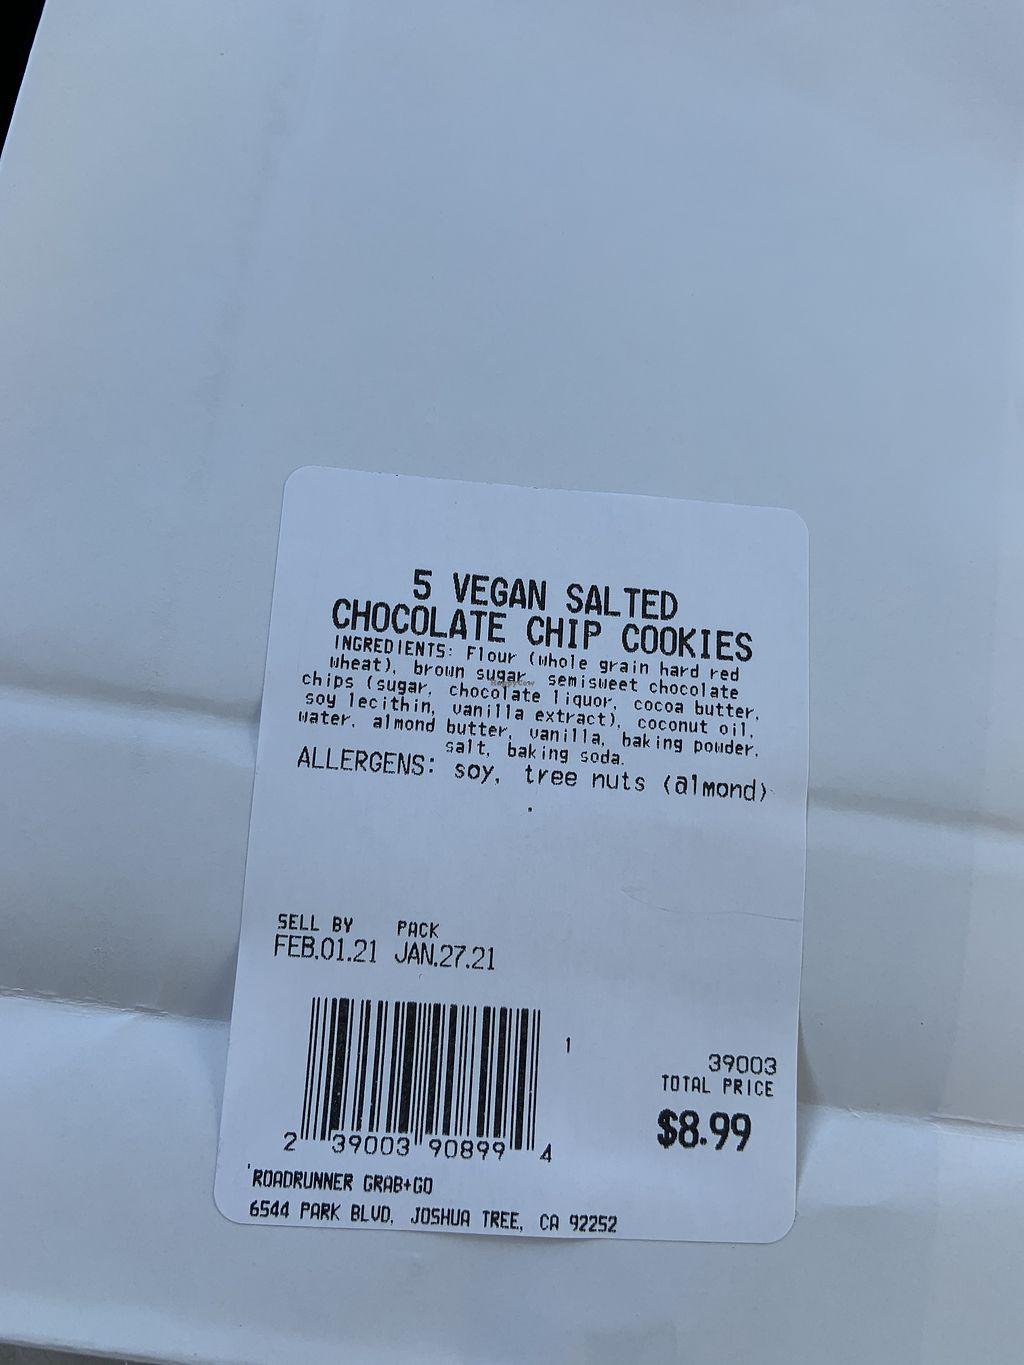 5 VEGAN SALTED
CHOCOLATE CHIP COOKIES
INGREDIENTS: Flour (whole grain hard red
wheat), brown sugar, semisweet chocolate
chips (sugar, chocolate liquor, cocoa butter,
soy lecithin, vanilla extract), coconut oil,
water, almond butter, vanilla, baking powder,
salt, baking soda.
ALLERGENS: soy, tree nuts (almond)
.
SELL BY PACK
FEB.01.21 JAN.27.21
1
39003
TOTAL PRICE
$8.99
2 39003 90899 4
ROADRUNNER GRAB+GO
6544 PARK BLVD, JOSHUA TREE, CA 92252
HappyCow